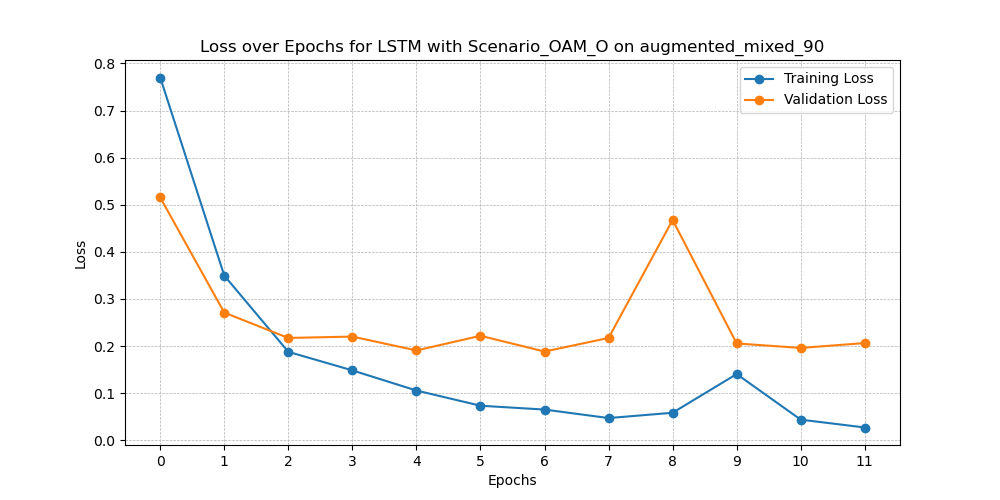 Loss over Epochs for LSTM with Scenario_OAM_O on augmented_mixed_90
Training Loss
Validation Loss
Loss
0.8
0.7
0.6
0.5
0.4
0.3
0.2
0.1
0.0
0 1 2 3 4 5 6 7 8 9 10 11
Epochs